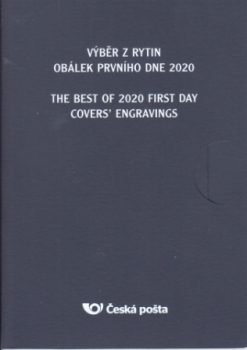 VÝBĚR Z RYTIN
OBÁLEK PRVNÍHO DNE 2020
THE BEST OF 2020 FIRST DAY
COVERS’ ENGRAVINGS
Česká pošta